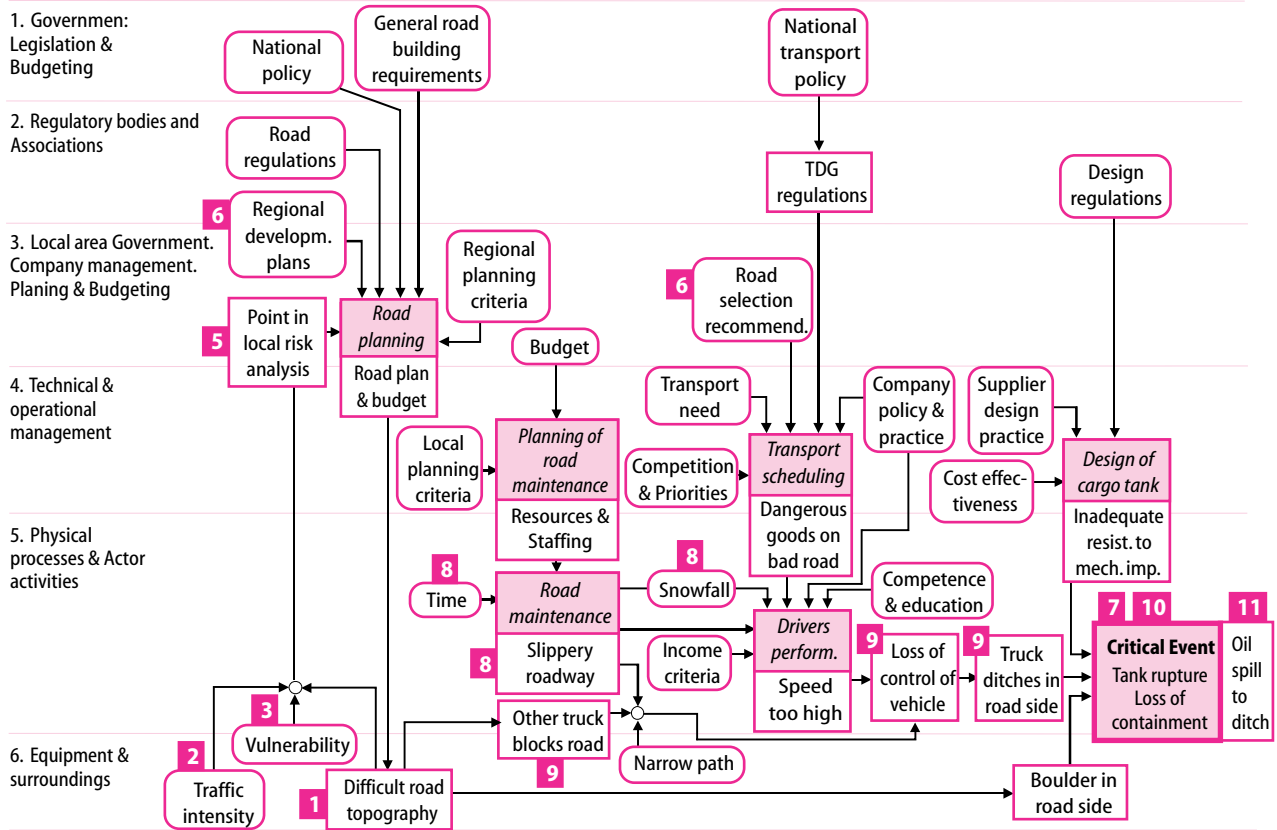 1. Governmen:
Legislation &
Budgeting
National
policy
General road
building
requirements
National
transport
policy
2. Regulatory bodies and
Associations
Road
regulations
TDG
regulations
Design
regulations
6
Regional
developm.
plans
3. Local area Government.
Company management.
Planing & Budgeting
Regional
planning
criteria
6
Road
selection
recommend.
5
Point in
local risk
analysis
Road
planning
Road plan
& budget
Budget
4. Technical &
operational
management
Transport
need
Company
policy &
practice
Supplier
design
practice
Local
planning
criteria
Planning of
road
maintenance
Resources &
Staffing
Competition
& Priorities
Transport
scheduling
Dangerous
goods on
bad road
Cost effec-
tiveness
Design of
cargo tank
Inadequate
resist. to
mech. imp.
5. Physical
processes & Actor
activities
8
Time
Road
maintenance
8
Slippery
roadway
8
Snowfall
Competence
& education
Income
criteria
Drivers
perform.
Speed
too high
9
Loss of
control of
vehicle
9
Truck
ditches in
road side
7
10
Critical Event
Tank rupture
Loss of
containment
11
Oil
spill
to
ditch
3
Vulnerability
Other truck
blocks road
9
Narrow path
6. Equipment &
surroundings
2
Traffic
intensity
1
Difficult road
topography
Boulder in
road side